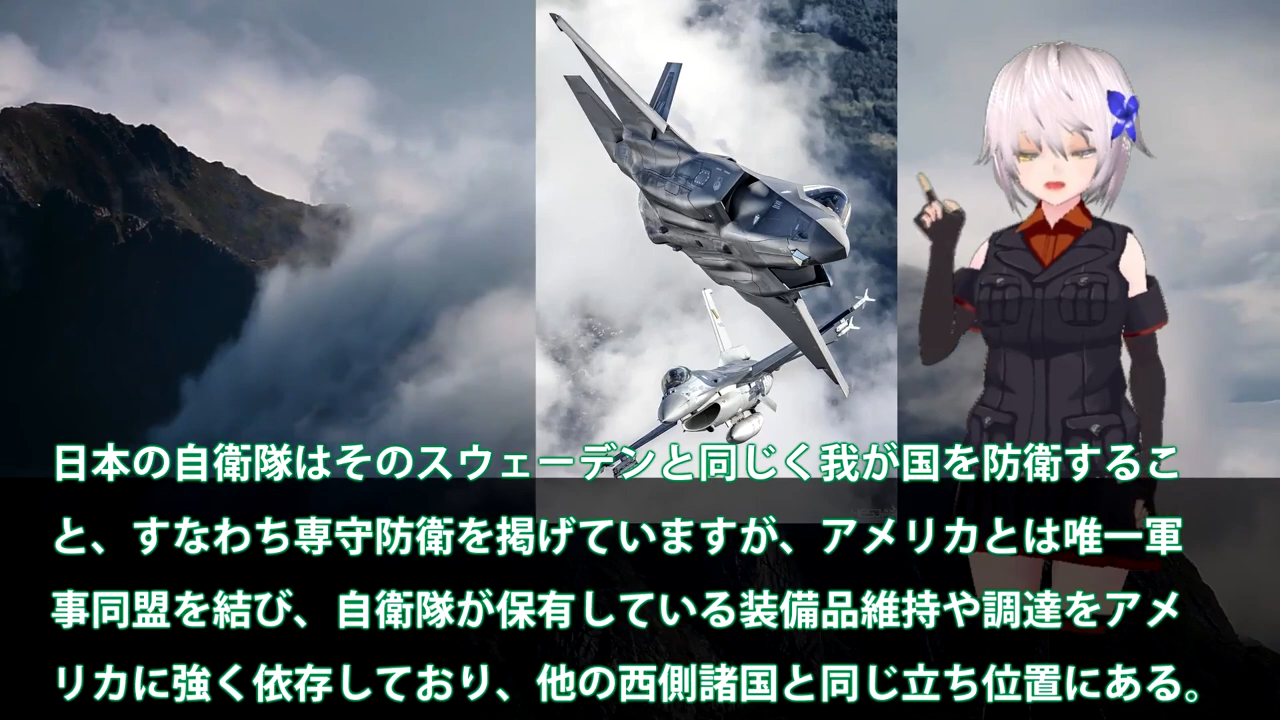 日本の自衛隊はそのスウェーデンと同じく我が国を防衛するこ
と、すなわち専守防衛を掲げていますが、アメリカとは唯一軍
事同盟を結び、自衛隊が保有している装備品維持や調達をアメ
リカに強く依存しており、他の西側諸国と同じ立ち位置にある。